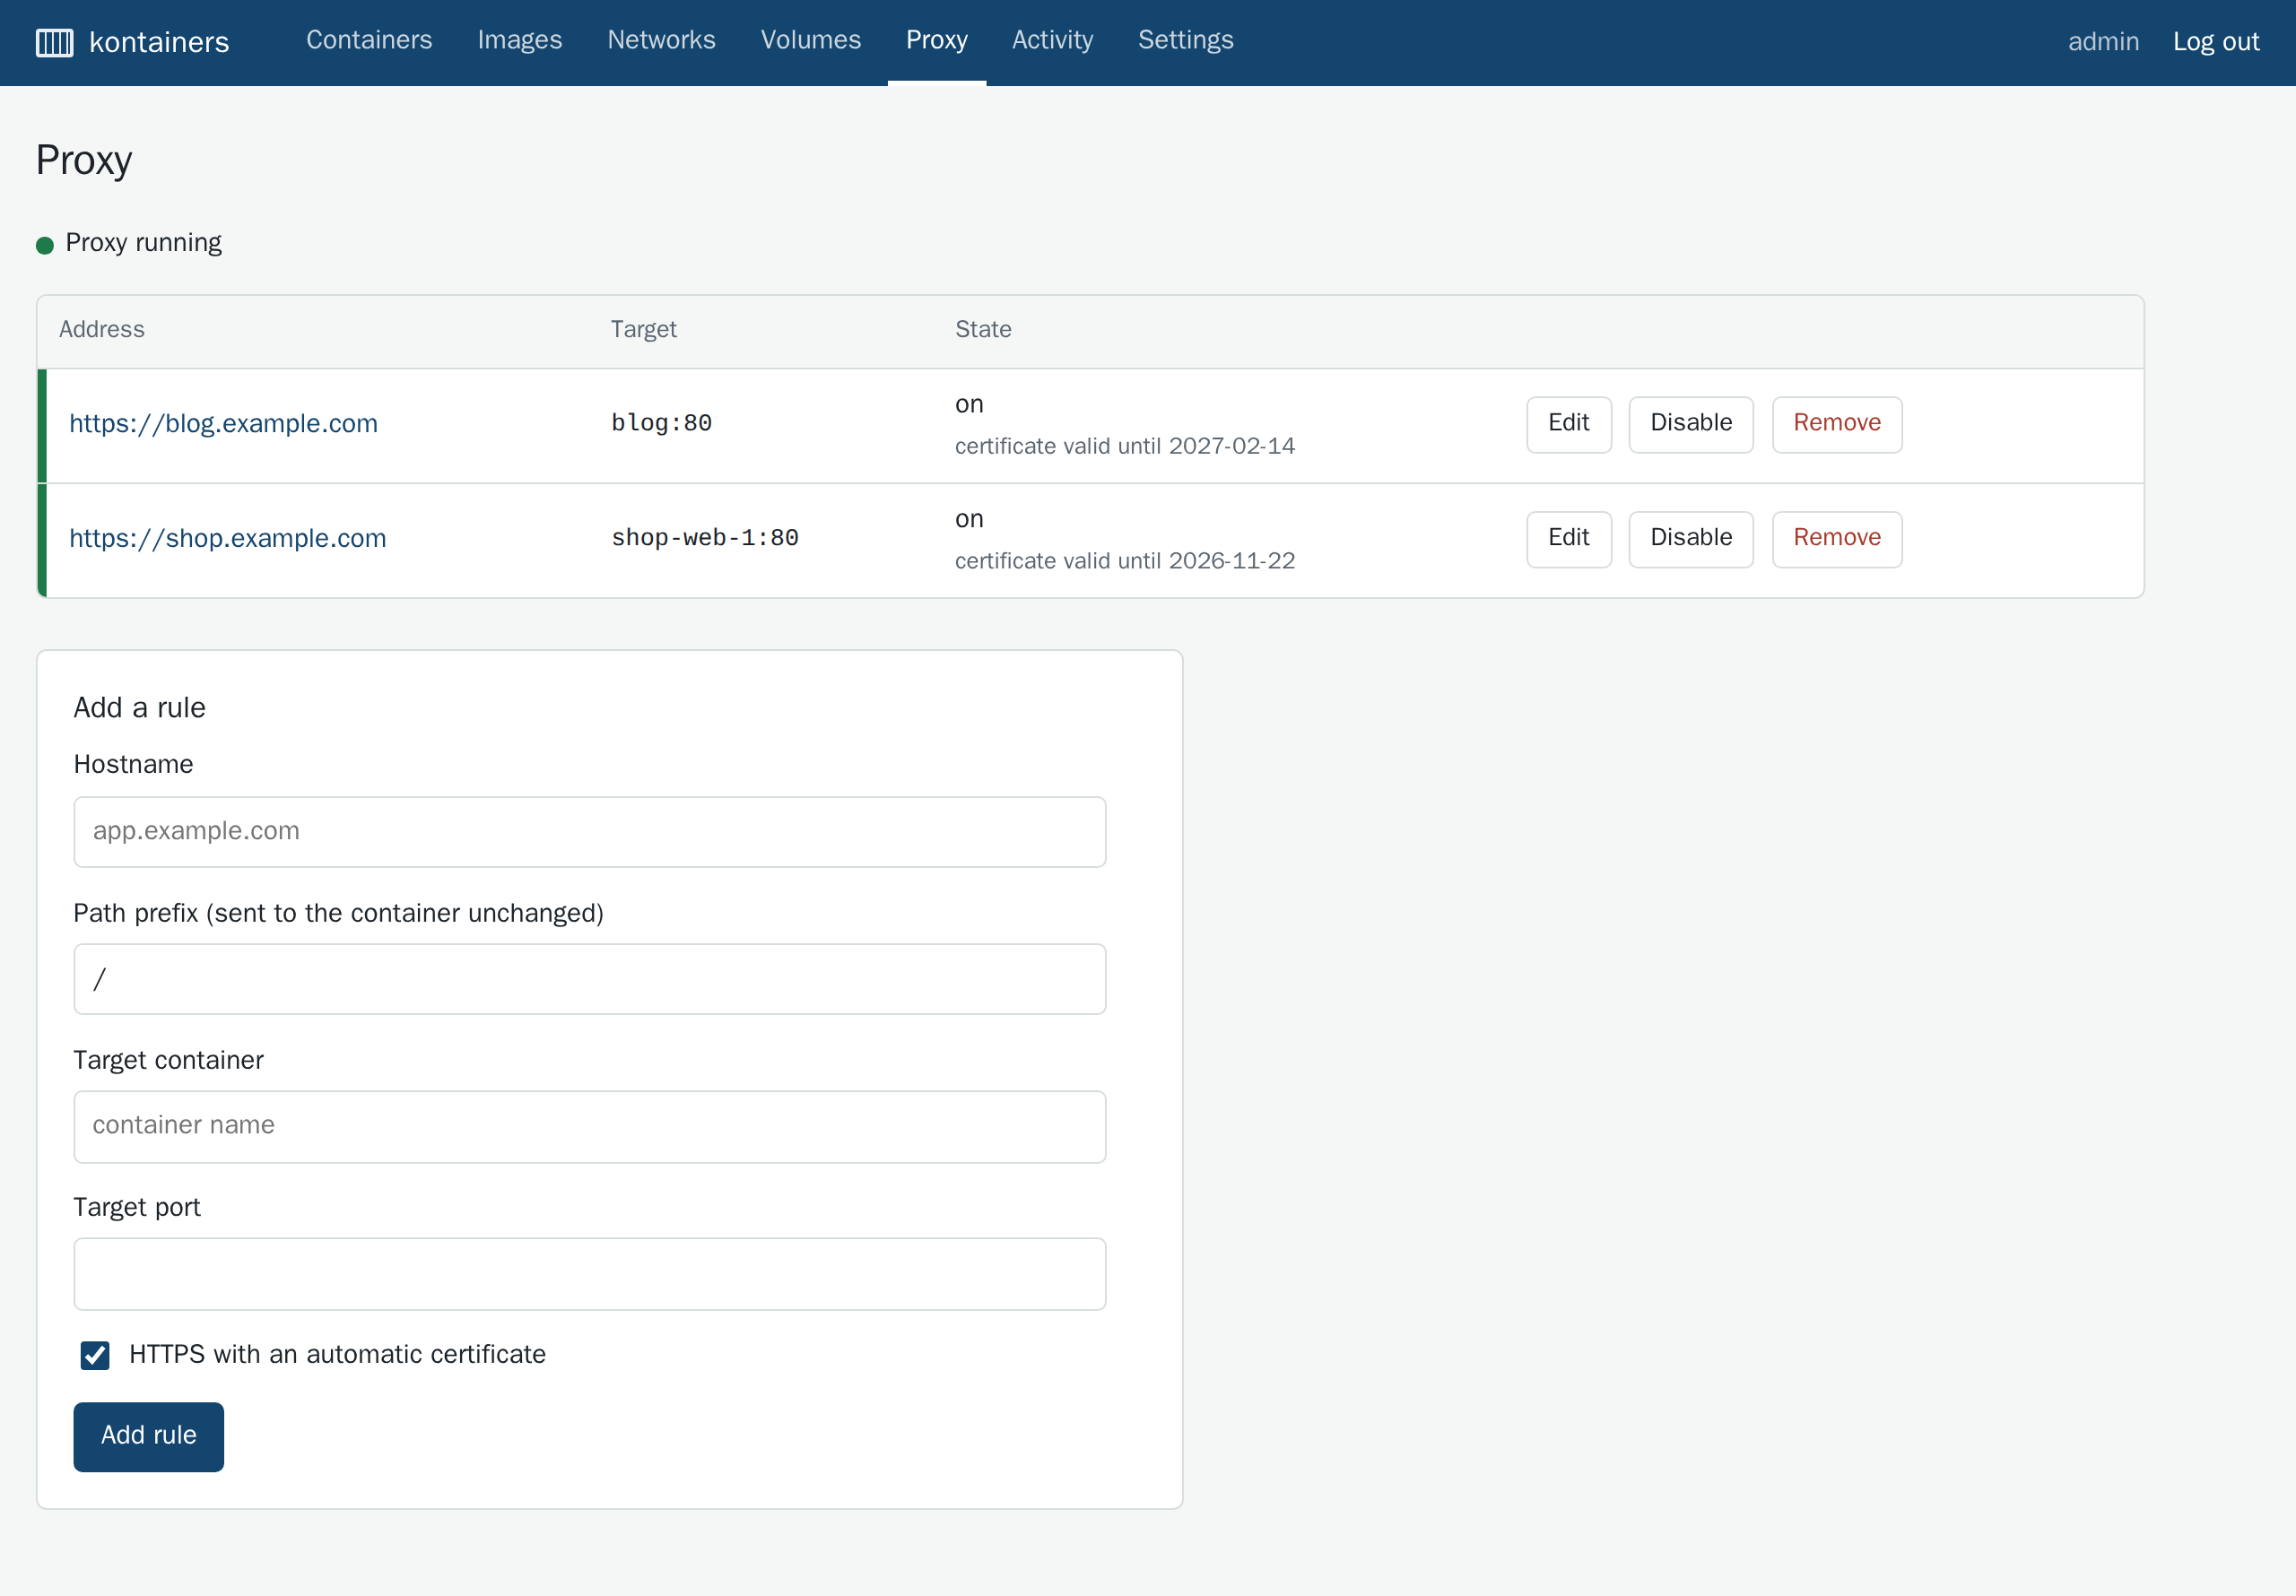 kontainers Containers Images Networks Volumes Proxy Activity Settings admin Log out
Proxy
Proxy running
Address Target State
https://blog.example.com blog:80 on
certificate valid until 2027-02-14 Edit Disable Remove
https://shop.example.com shop-web-1:80 on
certificate valid until 2026-11-22 Edit Disable Remove
Add a rule
Hostname
app.example.com
Path prefix (sent to the container unchanged)
/
Target container
container name
Target port
HTTPS with an automatic certificate
Add rule